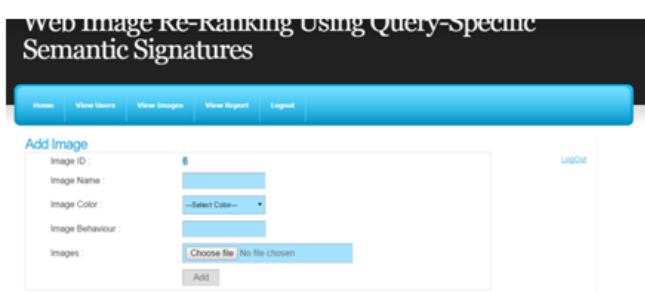 Web Image Re-Ranking Using Query-Specific
Semantic Signatures
Home View Users View Images View Report Logout
Add Image
LogOut
Image ID : 6
Image Name :
Image Color : --Select Color--
Image Behaviour :
Images : Choose file No file chosen
Add